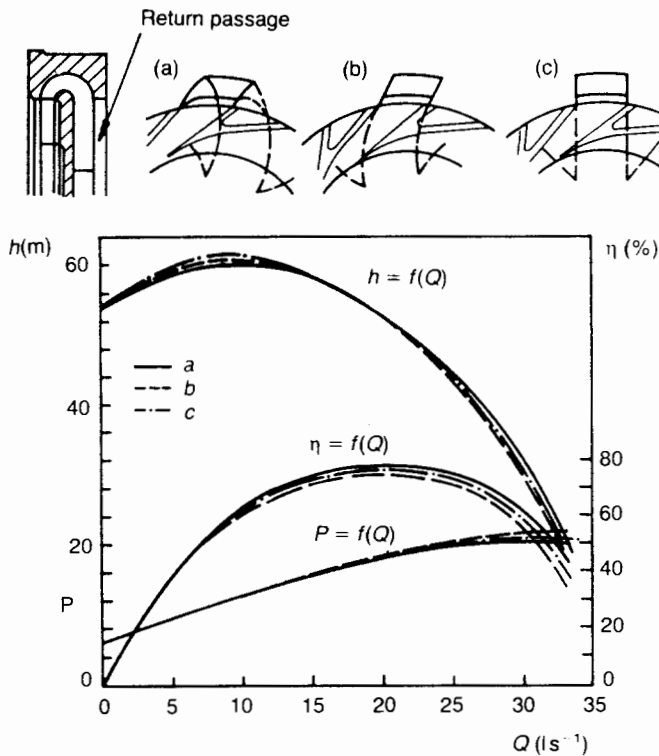 Return passage
(a) (b) (c)
h(m) η (%)
60
h = f(Q)
a
b
c
40
η = f(Q)
80
60
P = f(Q)
20
40
P
20
0 0
0 5 10 15 20 25 30 35
Q (l s⁻¹)